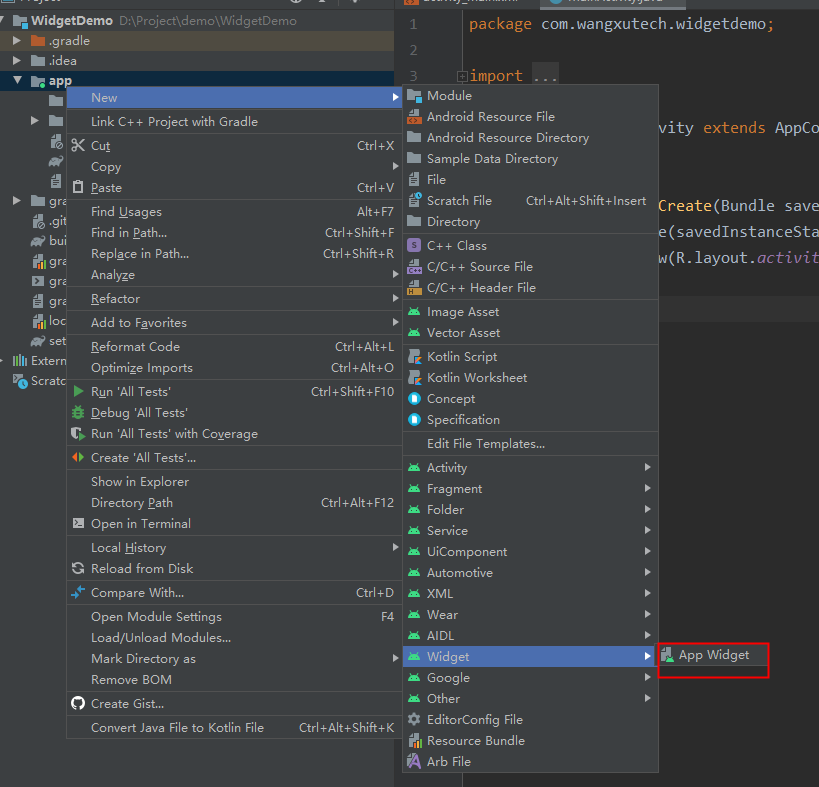 Project
WidgetDemo D:\Project\demo\WidgetDemo
.gradle
.idea
app
gra
.git
bui
gra
gra
gra
loc
set
Extern
Scratc
New
Link C++ Project with Gradle
Cut Ctrl+X
Copy
Paste Ctrl+V
Find Usages Alt+F7
Find in Path... Ctrl+Shift+F
Replace in Path... Ctrl+Shift+R
Analyze
Refactor
Add to Favorites
Reformat Code Ctrl+Alt+L
Optimize Imports Ctrl+Alt+O
Run 'All Tests' Ctrl+Shift+F10
Debug 'All Tests'
Run 'All Tests' with Coverage
Create 'All Tests'...
Show in Explorer
Directory Path Ctrl+Alt+F12
Open in Terminal
Local History
Reload from Disk
Compare With... Ctrl+D
Open Module Settings F4
Load/Unload Modules...
Mark Directory as
Remove BOM
Create Gist...
Convert Java File to Kotlin File Ctrl+Alt+Shift+K
Module
Android Resource File
Android Resource Directory
Sample Data Directory
File
Scratch File Ctrl+Alt+Shift+Insert
Directory
C++ Class
C/C++ Source File
C/C++ Header File
Image Asset
Vector Asset
Kotlin Script
Kotlin Worksheet
Concept
Specification
Edit File Templates...
Activity
Fragment
Folder
Service
UiComponent
Automotive
XML
Wear
AIDL
Widget
Google
Other
EditorConfig File
Resource Bundle
Arb File
App Widget
1 package com.wangxutech.widgetdemo;
2
3 import ...
vity extends AppCo
Create(Bundle save
e(savedInstanceSta
w(R.layout.activit